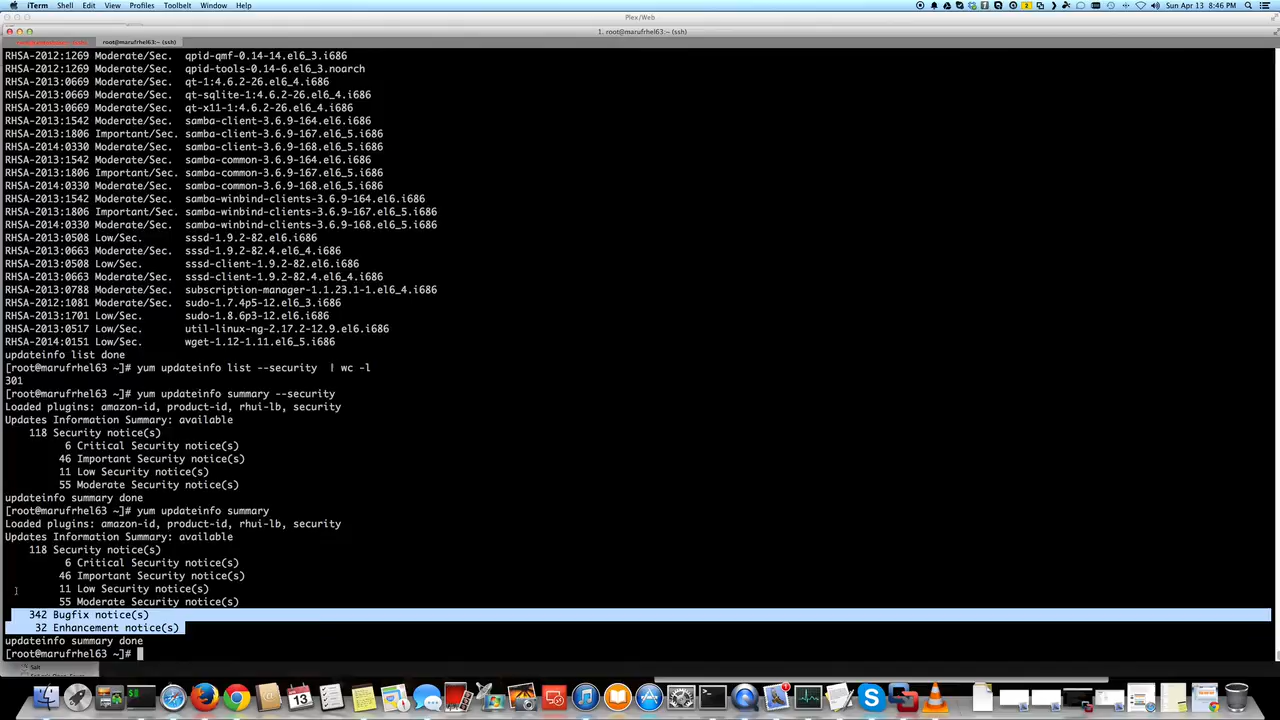 iTerm Shell Edit View Profiles Toolbelt Window Help
2
Sun Apr 13 8:46 PM
Plex/Web
1. root@marufrhel63:~ (ssh)
root@marufrhel63:~ (ssh)
RHSA-2012:1269 Moderate/Sec.  qpid-qmf-0.14-14.el6_3.i686
RHSA-2012:1269 Moderate/Sec.  qpid-tools-0.14-6.el6_3.noarch
RHSA-2013:0669 Moderate/Sec.  qt-1:4.6.2-26.el6_4.i686
RHSA-2013:0669 Moderate/Sec.  qt-sqlite-1:4.6.2-26.el6_4.i686
RHSA-2013:0669 Moderate/Sec.  qt-x11-1:4.6.2-26.el6_4.i686
RHSA-2013:1542 Moderate/Sec.  samba-client-3.6.9-164.el6.i686
RHSA-2013:1806 Important/Sec. samba-client-3.6.9-167.el6_5.i686
RHSA-2014:0330 Moderate/Sec.  samba-client-3.6.9-168.el6_5.i686
RHSA-2013:1542 Moderate/Sec.  samba-common-3.6.9-164.el6.i686
RHSA-2013:1806 Important/Sec. samba-common-3.6.9-167.el6_5.i686
RHSA-2014:0330 Moderate/Sec.  samba-common-3.6.9-168.el6_5.i686
RHSA-2013:1542 Moderate/Sec.  samba-winbind-clients-3.6.9-164.el6.i686
RHSA-2013:1806 Important/Sec. samba-winbind-clients-3.6.9-167.el6_5.i686
RHSA-2014:0330 Moderate/Sec.  samba-winbind-clients-3.6.9-168.el6_5.i686
RHSA-2013:0508 Low/Sec.       sssd-1.9.2-82.el6.i686
RHSA-2013:0663 Moderate/Sec.  sssd-1.9.2-82.4.el6_4.i686
RHSA-2013:0508 Low/Sec.       sssd-client-1.9.2-82.el6.i686
RHSA-2013:0663 Moderate/Sec.  sssd-client-1.9.2-82.4.el6_4.i686
RHSA-2013:0788 Moderate/Sec.  subscription-manager-1.1.23.1-1.el6_4.i686
RHSA-2012:1081 Moderate/Sec.  sudo-1.7.4p5-12.el6_3.i686
RHSA-2013:1701 Low/Sec.       sudo-1.8.6p3-12.el6.i686
RHSA-2013:0517 Low/Sec.       util-linux-ng-2.17.2-12.9.el6.i686
RHSA-2014:0151 Low/Sec.       wget-1.12-1.11.el6_5.i686
updateinfo list done
[root@marufrhel63 ~]# yum updateinfo list --security  | wc -l
301
[root@marufrhel63 ~]# yum updateinfo summary --security
Loaded plugins: amazon-id, product-id, rhui-lb, security
Updates Information Summary: available
118 Security notice(s)
6 Critical Security notice(s)
46 Important Security notice(s)
11 Low Security notice(s)
55 Moderate Security notice(s)
updateinfo summary done
[root@marufrhel63 ~]# yum updateinfo summary
Loaded plugins: amazon-id, product-id, rhui-lb, security
Updates Information Summary: available
118 Security notice(s)
6 Critical Security notice(s)
46 Important Security notice(s)
11 Low Security notice(s)
55 Moderate Security notice(s)
342 Bugfix notice(s)
32 Enhancement notice(s)
updateinfo summary done
[root@marufrhel63 ~]#
Salt